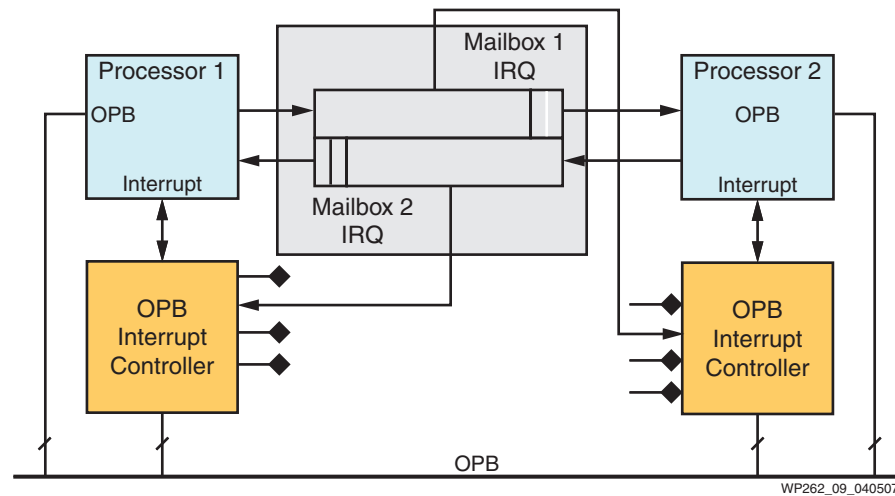 Mailbox 1
IRQ
Processor 1
OPB
Interrupt
Processor 2
OPB
Interrupt
Mailbox 2
IRQ
OPB
Interrupt
Controller
OPB
Interrupt
Controller
OPB
WP262_09_040507